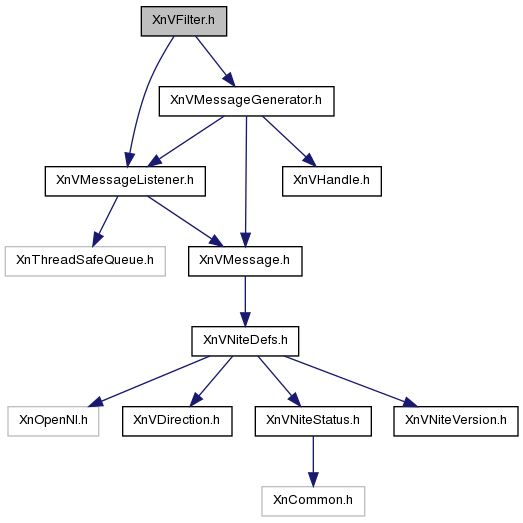 XnVFilter.h
XnVMessageGenerator.h
XnVMessageListener.h
XnVHandle.h
XnThreadSafeQueue.h
XnVMessage.h
XnVNiteDefs.h
XnOpenNI.h
XnVDirection.h
XnVNiteStatus.h
XnVNiteVersion.h
XnCommon.h